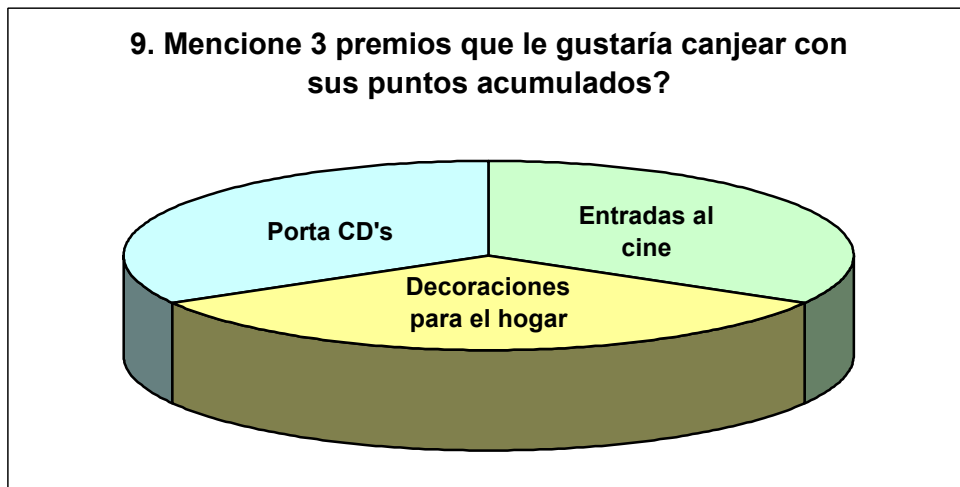 9. Mencione 3 premios que le gustaría canjear con
sus puntos acumulados?
Porta CD's
Entradas al
cine
Decoraciones
para el hogar